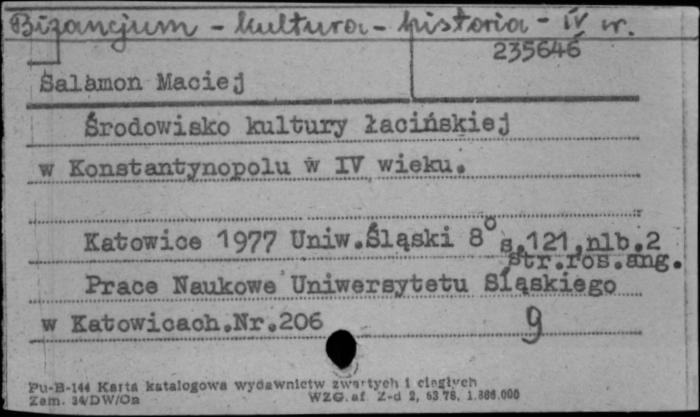 Bizancjum - kultura - historia - IV w.
235646
Salamon Maciej
Środowisko kultury łacińskiej
w Konstantynopolu w IV wieku.
Katowice 1977 Uniw.Śląski 8° s.121,nlb.2
str.ros.ang.
Prace Naukowe Uniwersytetu Śląskiego
w Katowicach.Nr.206 9
Pu-B-144 Karta katalogowa wydawnictw zwartych i ciągłych
Zam. 34/DW/Oa WZG. af. Z-d 2, 63 78, 1.386.000